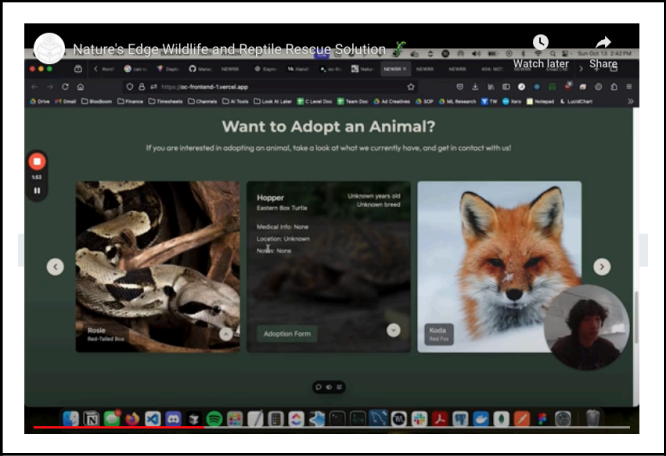 Nature's Edge Wildlife and Reptile Rescue Solution
Watch later
Share
Sun Oct 13 2:42 PM
https://oc-frontend-1.vercel.app
Drive
Email
Bloxboom
Finance
Timesheets
Channels
AI Tools
Look At Later
C Level Doc
Team Doc
Ad Creatives
SOP
ML Research
TW
Xero
Notepad
LucidChart
1:53
Want to Adopt an Animal?
If you are interested in adopting an animal, take a look at what we currently have, and get in contact with us!
Rosie
Red-Tailed Boa
Hopper
Eastern Box Turtle
Unknown years old
Unknown breed
Medical Info: None
Location: Unknown
Notes: None
Adoption Form
Koda
Red Fox